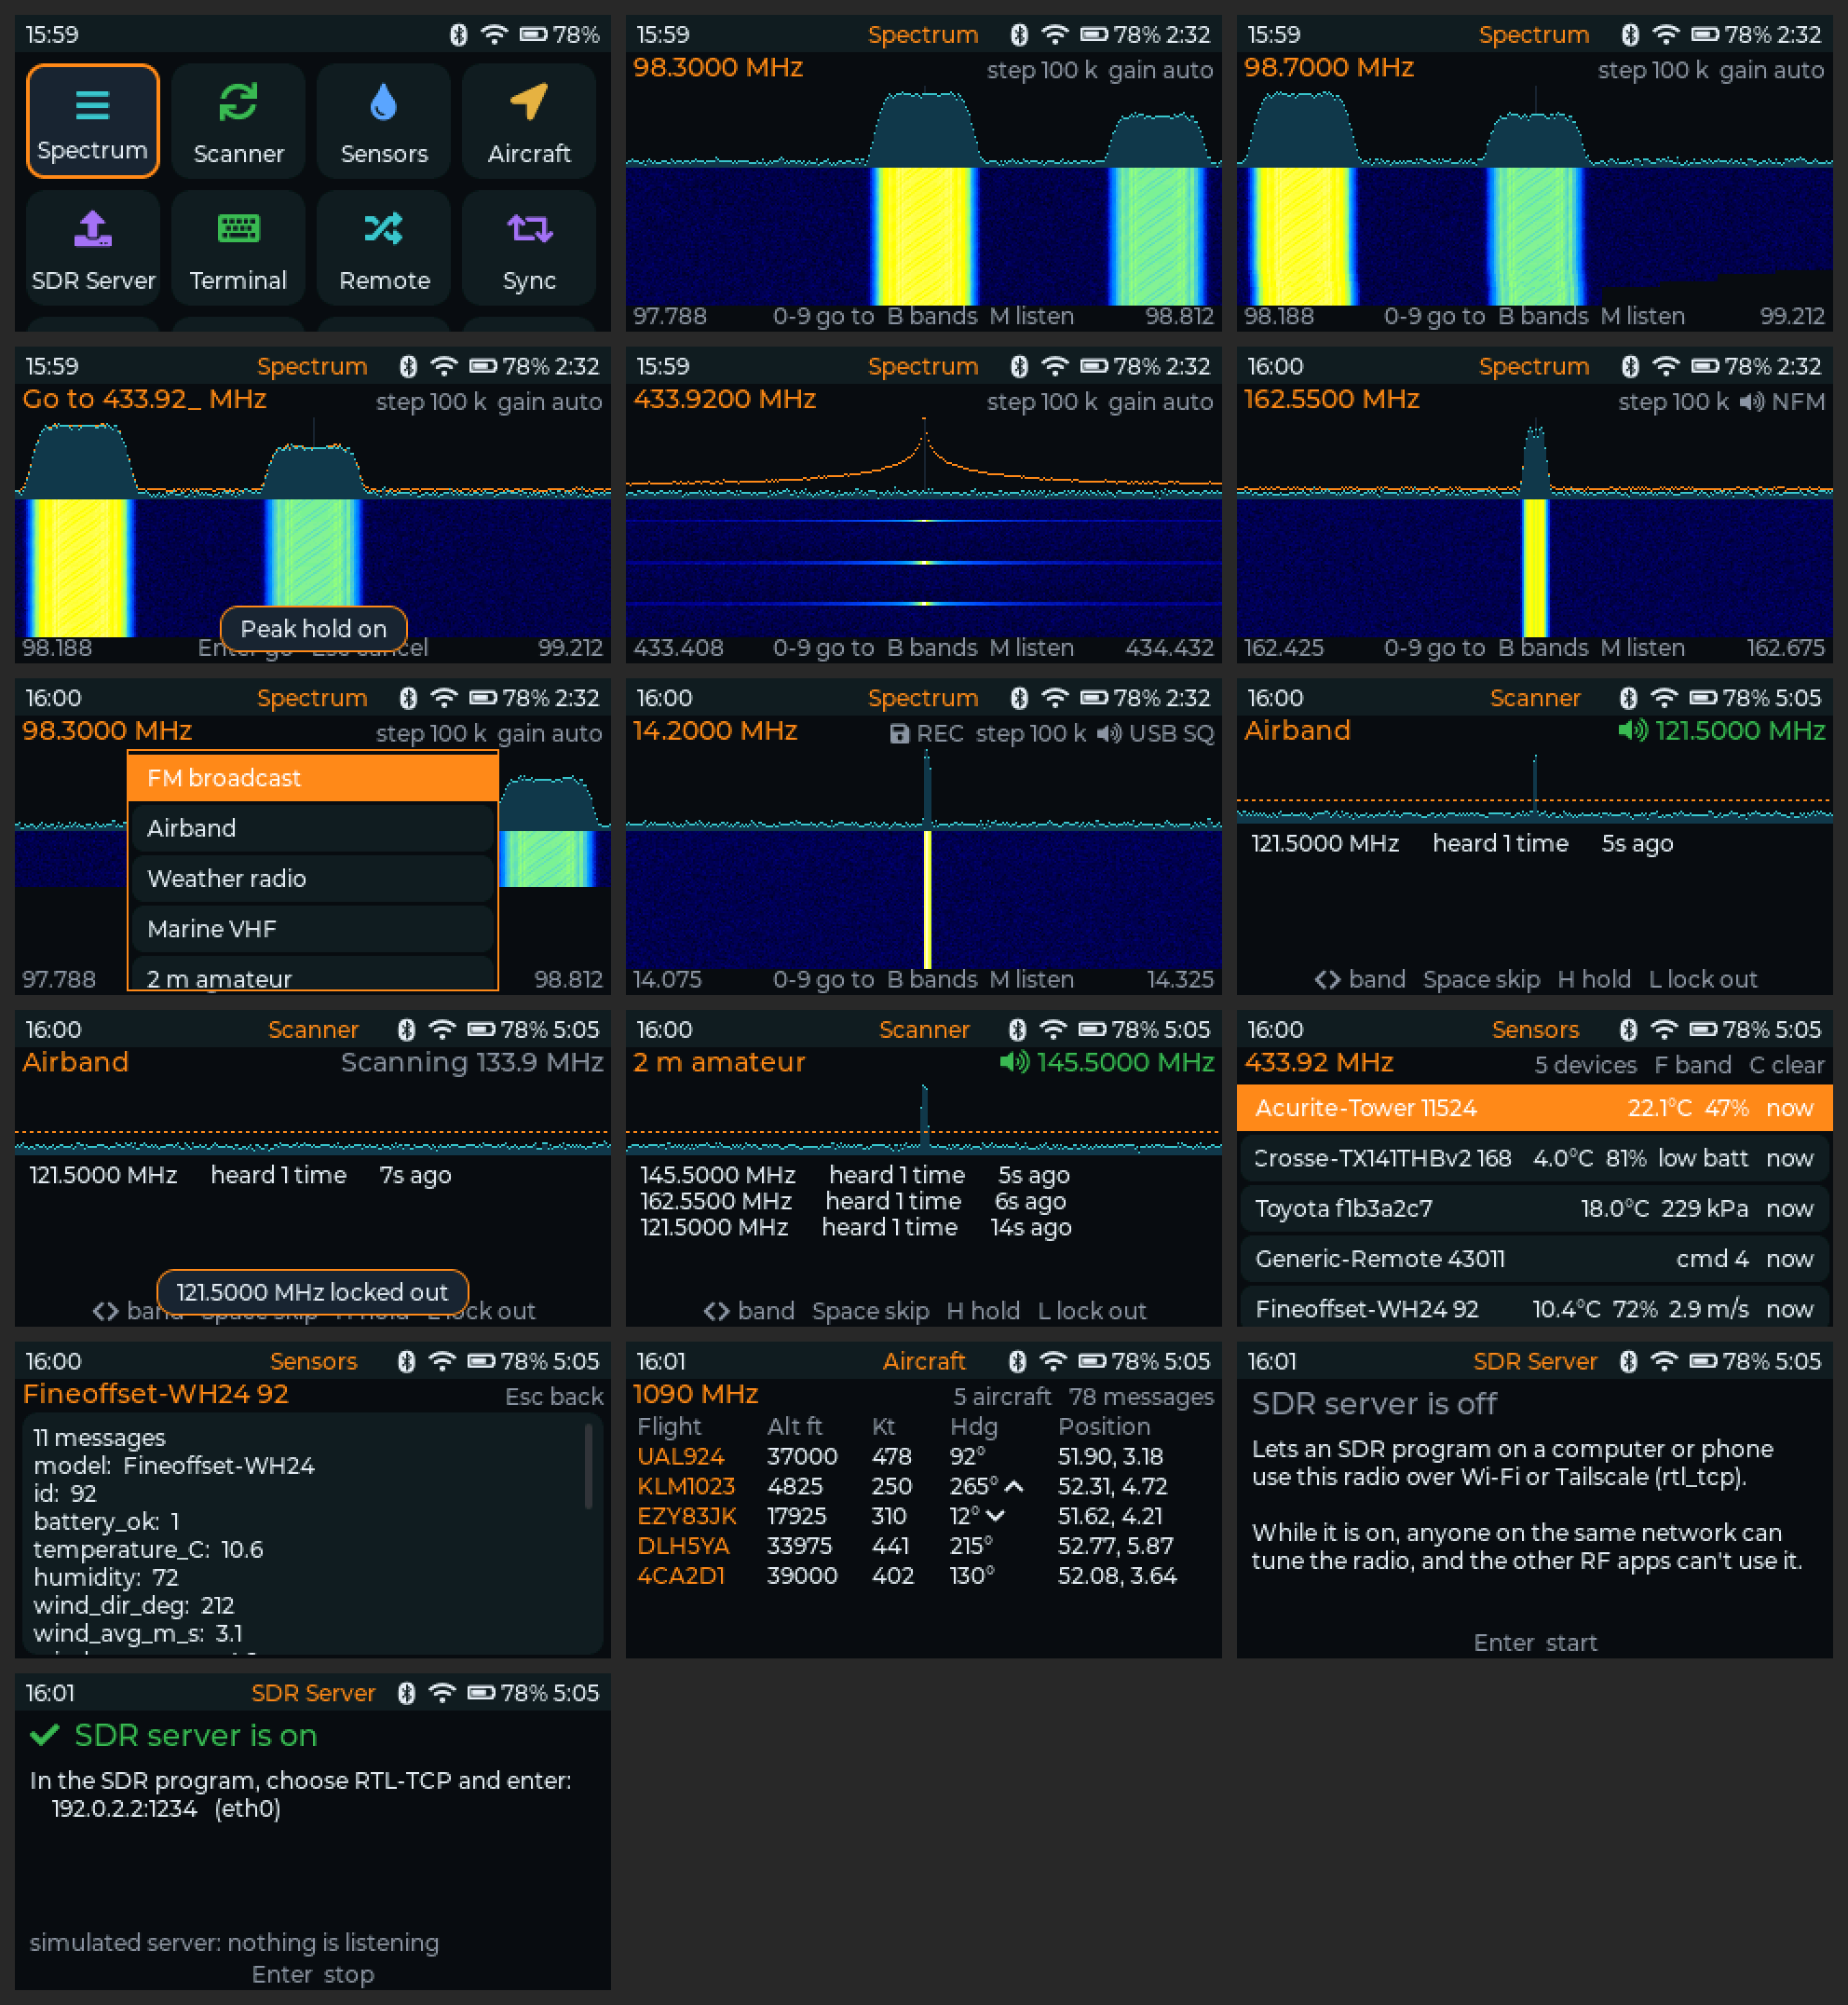 15:59 78%
Spectrum Scanner Sensors Aircraft
SDR Server Terminal Remote Sync
15:59 Spectrum 78% 2:32
98.3000 MHz step 100 k gain auto
97.788 0-9 go to B bands M listen 98.812
15:59 Spectrum 78% 2:32
98.7000 MHz step 100 k gain auto
98.188 0-9 go to B bands M listen 99.212
15:59 Spectrum 78% 2:32
Go to 433.92_ MHz step 100 k gain auto
Peak hold on
98.188 99.212
15:59 Spectrum 78% 2:32
433.9200 MHz step 100 k gain auto
433.408 0-9 go to B bands M listen 434.432
16:00 Spectrum 78% 2:32
162.5500 MHz step 100 k NFM
162.425 0-9 go to B bands M listen 162.675
16:00 Spectrum 78% 2:32
98.3000 MHz step 100 k gain auto
FM broadcast
Airband
Weather radio
Marine VHF
2 m amateur
97.788 98.812
16:00 Spectrum 78% 2:32
14.2000 MHz REC step 100 k USB SQ
14.075 0-9 go to B bands M listen 14.325
16:00 Scanner 78% 5:05
Airband 121.5000 MHz
121.5000 MHz heard 1 time 5s ago
<> band Space skip H hold L lock out
16:00 Scanner 78% 5:05
Airband Scanning 133.9 MHz
121.5000 MHz heard 1 time 7s ago
121.5000 MHz locked out
16:00 Scanner 78% 5:05
2 m amateur 145.5000 MHz
145.5000 MHz heard 1 time 5s ago
162.5500 MHz heard 1 time 6s ago
121.5000 MHz heard 1 time 14s ago
<> band Space skip H hold L lock out
16:00 Sensors 78% 5:05
433.92 MHz 5 devices F band C clear
Acurite-Tower 11524 22.1°C 47% now
Crosse-TX141THBv2 168 4.0°C 81% low batt now
Toyota f1b3a2c7 18.0°C 229 kPa now
Generic-Remote 43011 cmd 4 now
Fineoffset-WH24 92 10.4°C 72% 2.9 m/s now
16:00 Sensors 78% 5:05
Fineoffset-WH24 92 Esc back
11 messages
model: Fineoffset-WH24
id: 92
battery_ok: 1
temperature_C: 10.6
humidity: 72
wind_dir_deg: 212
wind_avg_m_s: 3.1
16:01 Aircraft 78% 5:05
1090 MHz 5 aircraft 78 messages
Flight Alt ft Kt Hdg Position
UAL924 37000 478 92° 51.90, 3.18
KLM1023 4825 250 265° 52.31, 4.72
EZY83JK 17925 310 12° 51.62, 4.21
DLH5YA 33975 441 215° 52.77, 5.87
4CA2D1 39000 402 130° 52.08, 3.64
16:01 SDR Server 78% 5:05
SDR server is off
Lets an SDR program on a computer or phone
use this radio over Wi-Fi or Tailscale (rtl_tcp).
While it is on, anyone on the same network can
tune the radio, and the other RF apps can't use it.
Enter start
16:01 SDR Server 78% 5:05
SDR server is on
In the SDR program, choose RTL-TCP and enter:
192.0.2.2:1234 (eth0)
simulated server: nothing is listening
Enter stop